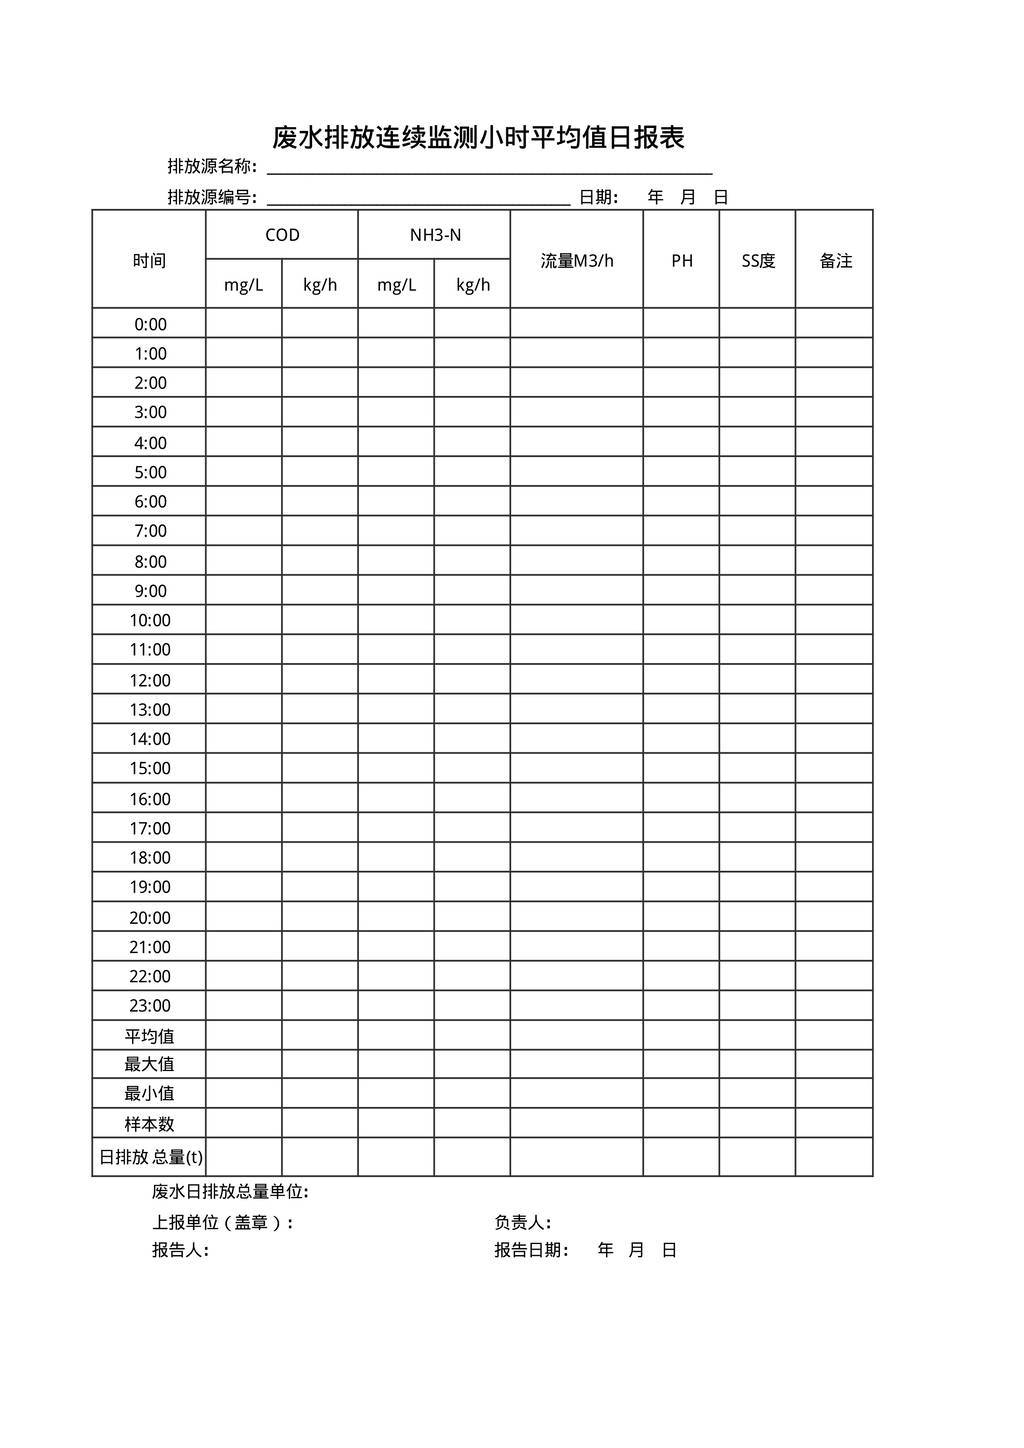 废水排放连续监测小时平均值日报表
排放源名称：
排放源编号： 日期： 年 月 日
时间 COD NH3-N 流量M3/h PH SS度 备注
mg/L kg/h mg/L kg/h
0:00
1:00
2:00
3:00
4:00
5:00
6:00
7:00
8:00
9:00
10:00
11:00
12:00
13:00
14:00
15:00
16:00
17:00
18:00
19:00
20:00
21:00
22:00
23:00
平均值
最大值
最小值
样本数
日排放 总量(t)
废水日排放总量单位：
上报单位（盖章）： 负责人：
报告人： 报告日期： 年 月 日